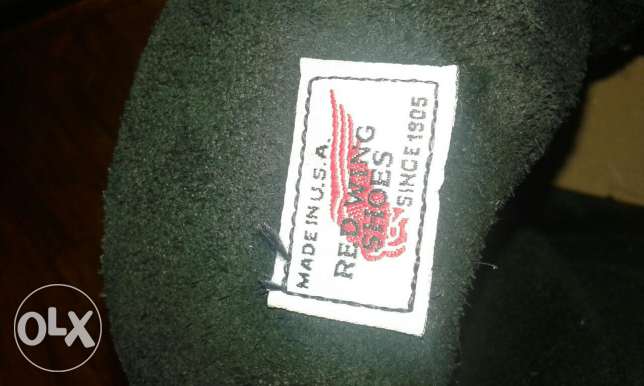 MADE IN U.S.A.
RED WING
SHOES
SINCE 1905
OLX